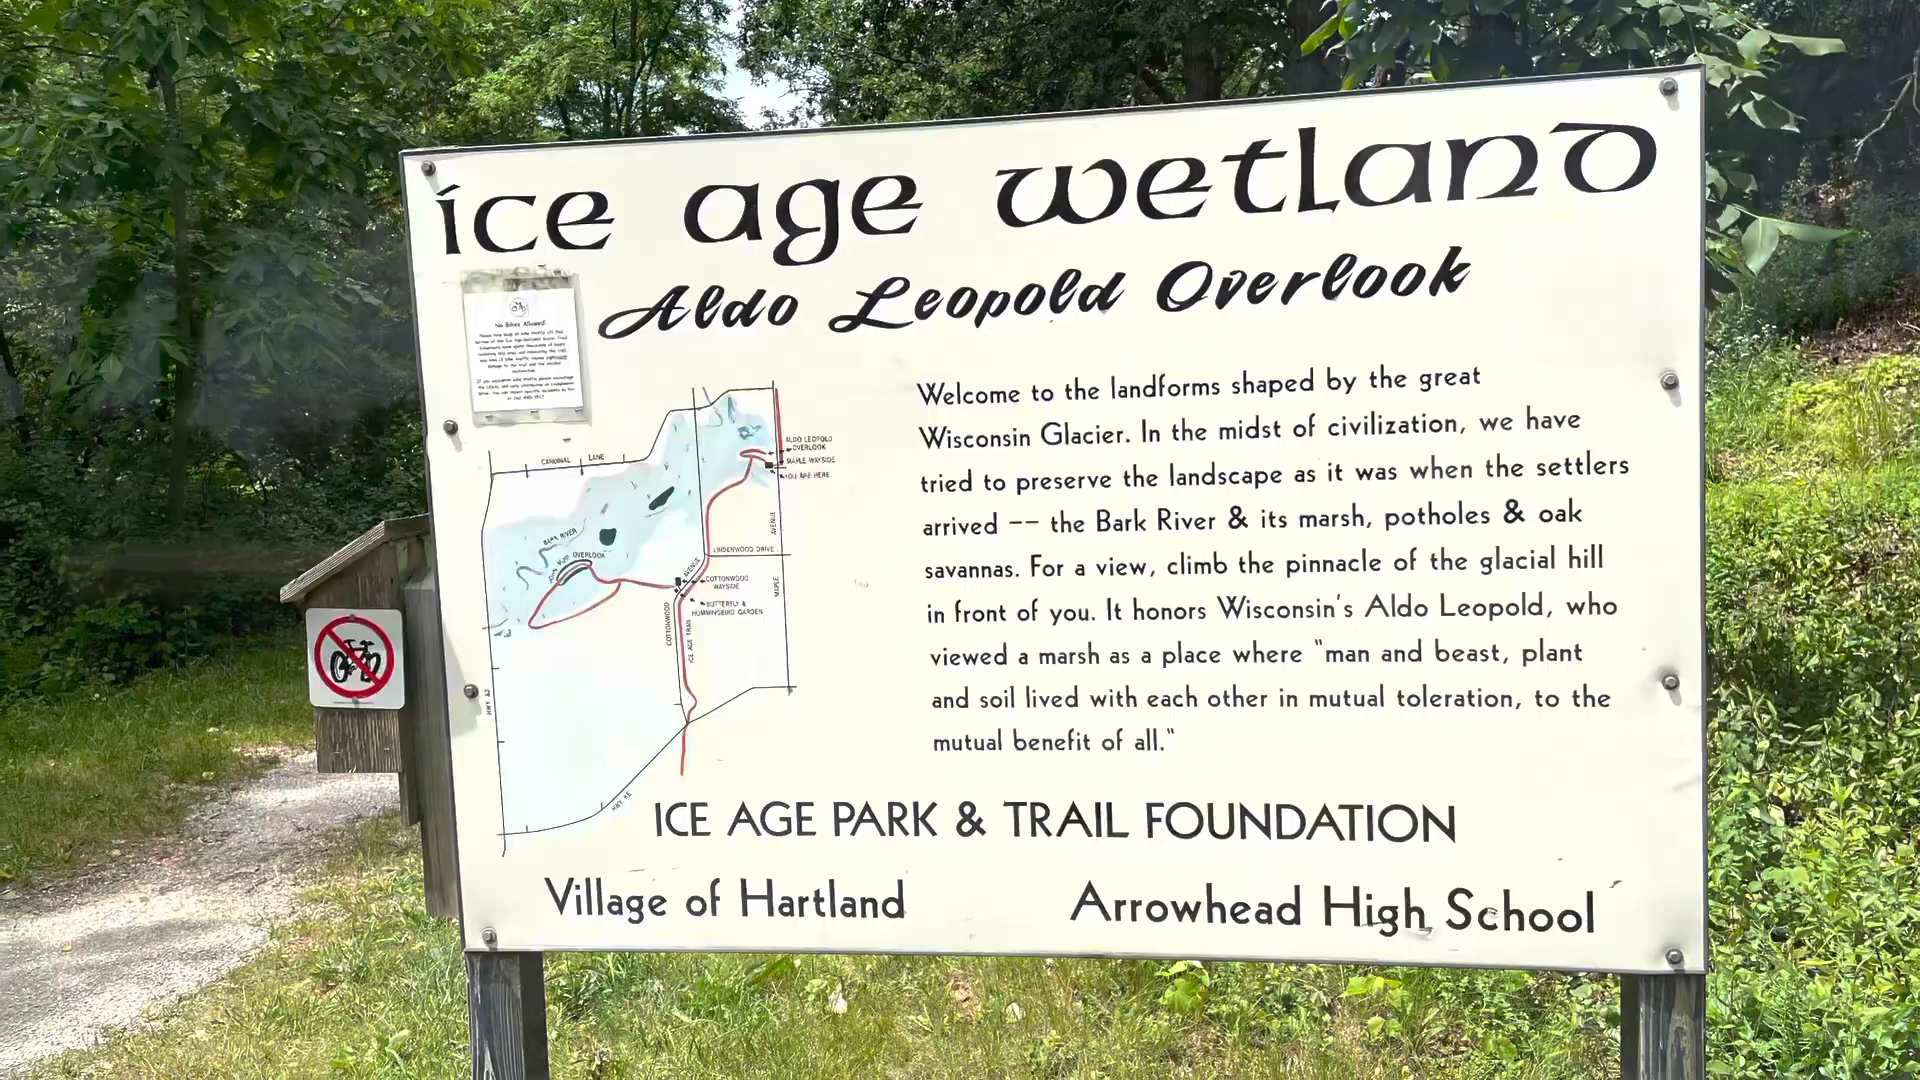 ice age wetland
Aldo Leopold Overlook
No Bikes Allowed!
Welcome to the landforms shaped by the great
Wisconsin Glacier. In the midst of civilization, we have
tried to preserve the landscape as it was when the settlers
arrived -- the Bark River & its marsh, potholes & oak
savannas. For a view, climb the pinnacle of the glacial hill
in front of you. It honors Wisconsin's Aldo Leopold, who
viewed a marsh as a place where "man and beast, plant
and soil lived with each other in mutual toleration, to the
mutual benefit of all."
CARDINAL LANE
ALDO LEOPOLD
OVERLOOK
MAPLE WAYSIDE
YOU ARE HERE
BARK RIVER
OVERLOOK
LINDENWOOD DRIVE
MAPLE AVENUE
COTTONWOOD AVENUE
COTTONWOOD
WAYSIDE
BUTTERFLY &
HUMMINGBIRD GARDEN
ICE AGE TRAIL
HWY. KE
ICE AGE PARK & TRAIL FOUNDATION
Village of Hartland
Arrowhead High School